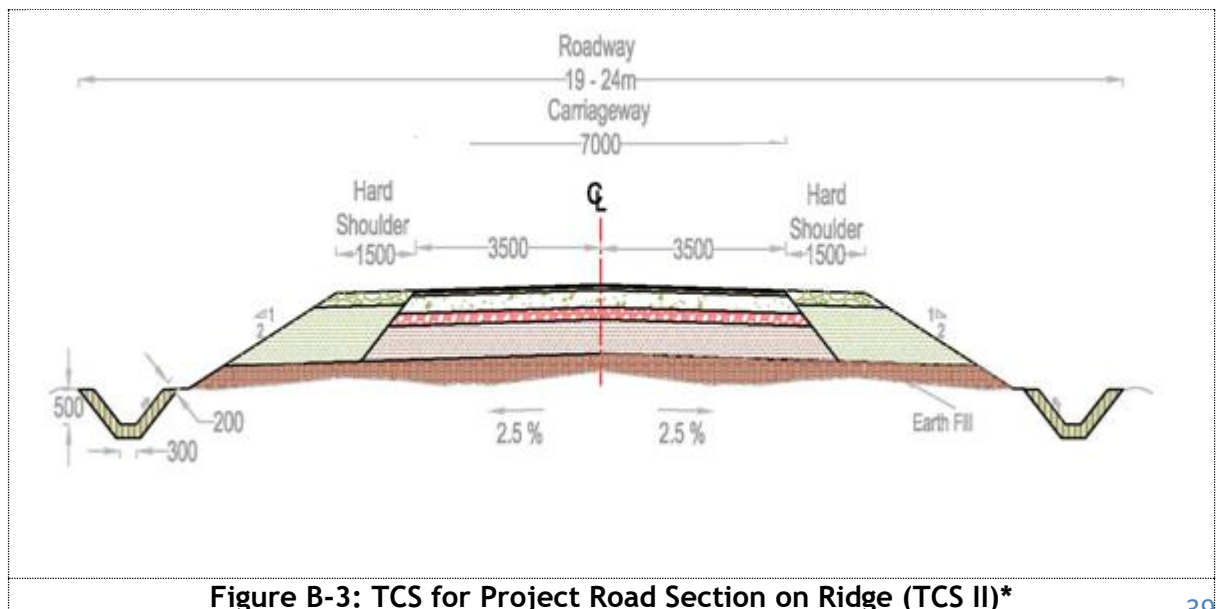 Roadway
19 - 24m
Carriageway
7000
Hard
Shoulder
1500
3500
℄
3500
Hard
Shoulder
1500
1
2
1
2
500
200
300
2.5 %
2.5 %
Earth Fill
Figure B-3: TCS for Project Road Section on Ridge (TCS II)*